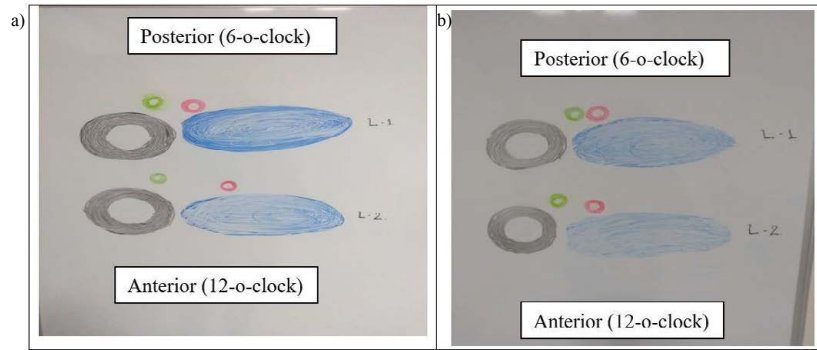 a)
Posterior (6-o-clock)
L-1
L-2.
Anterior (12-o-clock)
b)
Posterior (6-o-clock)
L-1
L-2
Anterior (12-o-clock)